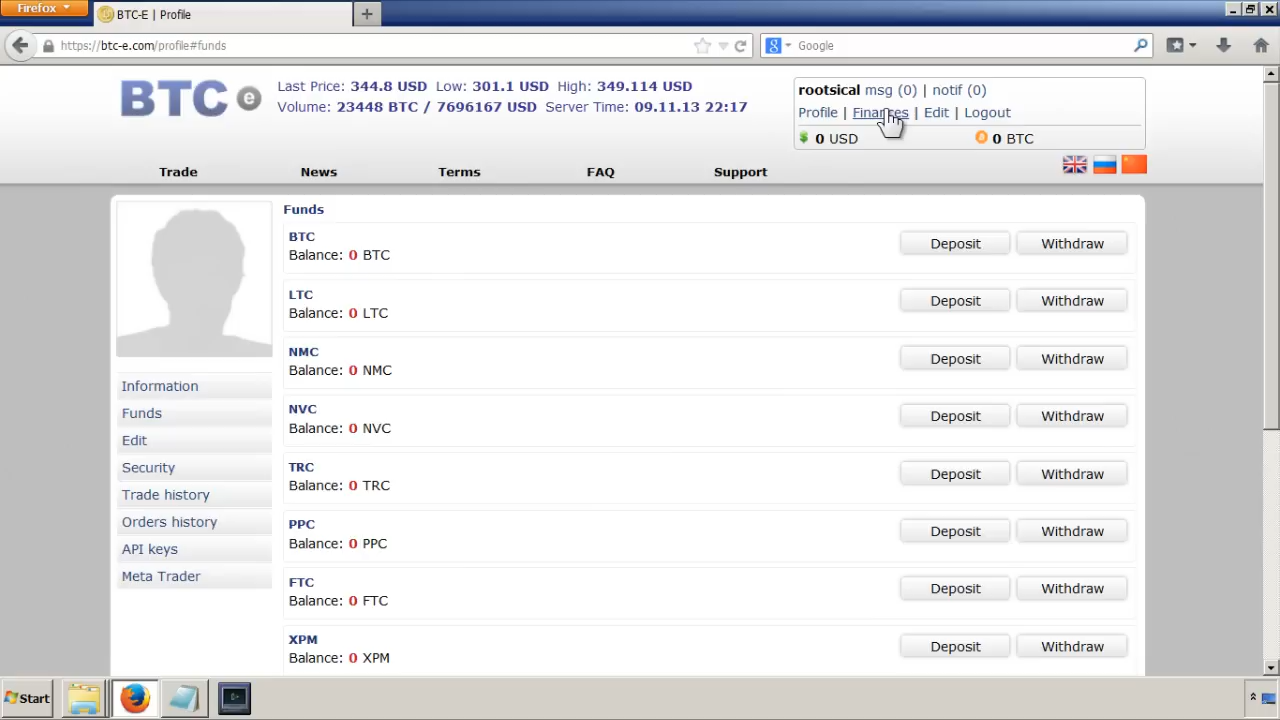 Firefox
BTC-E | Profile
https://btc-e.com/profile#funds
Google
BTC e
Last Price: 344.8 USD Low: 301.1 USD High: 349.114 USD
Volume: 23448 BTC / 7696167 USD Server Time: 09.11.13 22:17
rootsical msg (0) | notif (0)
Profile | Finances | Edit | Logout
0 USD 0 BTC
Trade News Terms FAQ Support
Funds
BTC
Balance: 0 BTC
Deposit Withdraw
LTC
Balance: 0 LTC
Deposit Withdraw
NMC
Balance: 0 NMC
Deposit Withdraw
NVC
Balance: 0 NVC
Deposit Withdraw
TRC
Balance: 0 TRC
Deposit Withdraw
PPC
Balance: 0 PPC
Deposit Withdraw
FTC
Balance: 0 FTC
Deposit Withdraw
XPM
Balance: 0 XPM
Deposit Withdraw
Information
Funds
Edit
Security
Trade history
Orders history
API keys
Meta Trader
Start